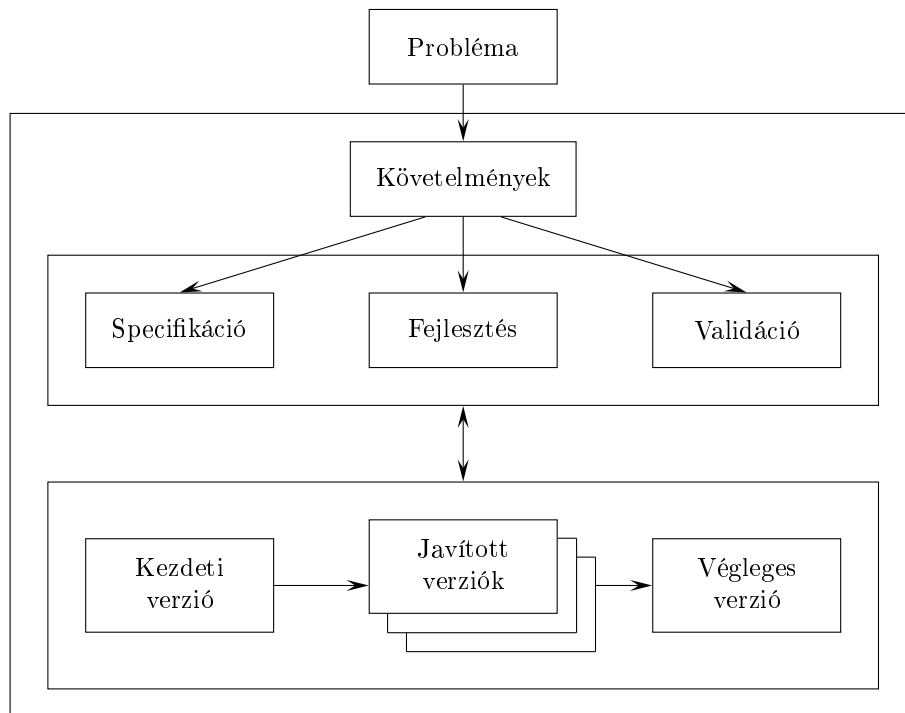 Probléma
Követelmények
Specifikáció
Fejlesztés
Validáció
Kezdeti
verzió
Javított
verziók
Végleges
verzió